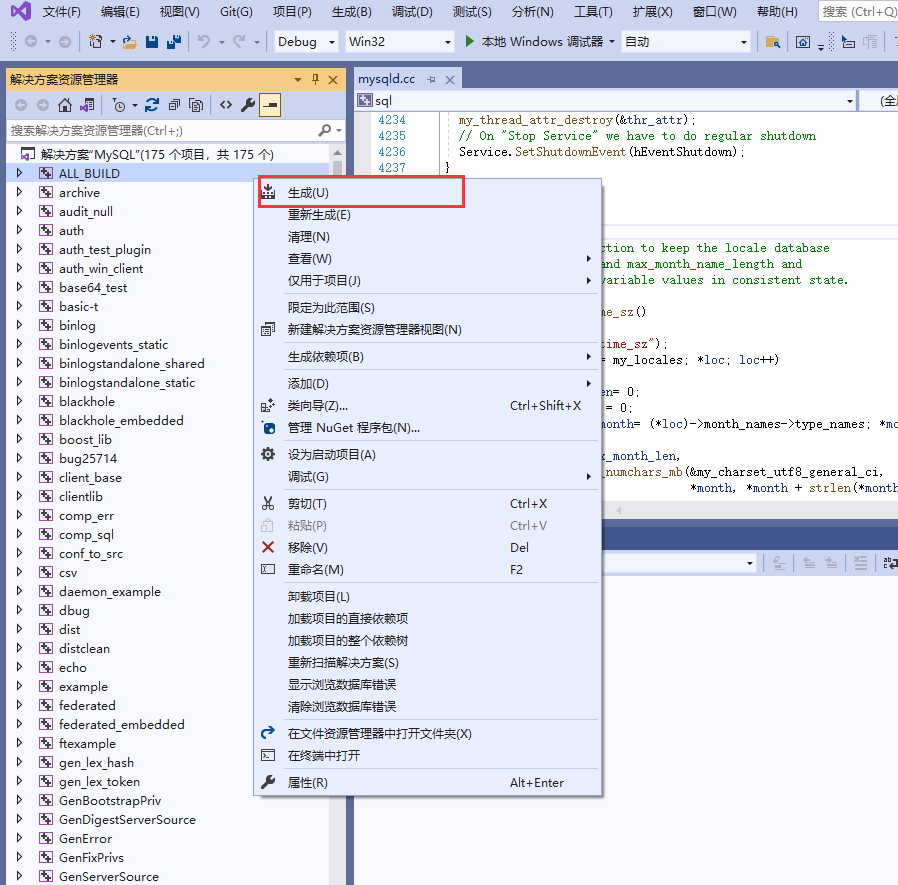 文件(F) 编辑(E) 视图(V) Git(G) 项目(P) 生成(B) 调试(D) 测试(S) 分析(N) 工具(T) 扩展(X) 窗口(W) 帮助(H) 搜索 (Ctrl+Q)
Debug Win32 本地 Windows 调试器 自动
解决方案资源管理器
搜索解决方案资源管理器(Ctrl+;)
解决方案"MySQL"(175 个项目，共 175 个)
ALL_BUILD
archive
audit_null
auth
auth_test_plugin
auth_win_client
base64_test
basic-t
binlog
binlogevents_static
binlogstandalone_shared
binlogstandalone_static
blackhole
blackhole_embedded
boost_lib
bug25714
client_base
clientlib
comp_err
comp_sql
conf_to_src
csv
daemon_example
dbug
dist
distclean
echo
example
federated
federated_embedded
ftexample
gen_lex_hash
gen_lex_token
GenBootstrapPriv
GenDigestServerSource
GenError
GenFixPrivs
GenServerSource
mysqld.cc
sql
(全
4234 my_thread_attr_destroy(&thr_attr);
4235 // On "Stop Service" we have to do regular shutdown
4236 Service.SetShutdownEvent(hEventShutdown);
4237 }
ction to keep the locale database
and max_month_name_length and
variable values in consistent state.
me_sz()
time_sz");
= my_locales; *loc; loc++)
en= 0;
= 0;
month= (*loc)->month_names->type_names; *mo
x_month_len,
_numchars_mb(&my_charset_utf8_general_ci,
*month, *month + strlen(*month
生成(U)
重新生成(E)
清理(N)
查看(W)
仅用于项目(J)
限定为此范围(S)
新建解决方案资源管理器视图(N)
生成依赖项(B)
添加(D)
类向导(Z)... Ctrl+Shift+X
管理 NuGet 程序包(N)...
设为启动项目(A)
调试(G)
剪切(T) Ctrl+X
粘贴(P) Ctrl+V
移除(V) Del
重命名(M) F2
卸载项目(L)
加载项目的直接依赖项
加载项目的整个依赖树
重新扫描解决方案(S)
显示浏览数据库错误
清除浏览数据库错误
在文件资源管理器中打开文件夹(X)
在终端中打开
属性(R) Alt+Enter